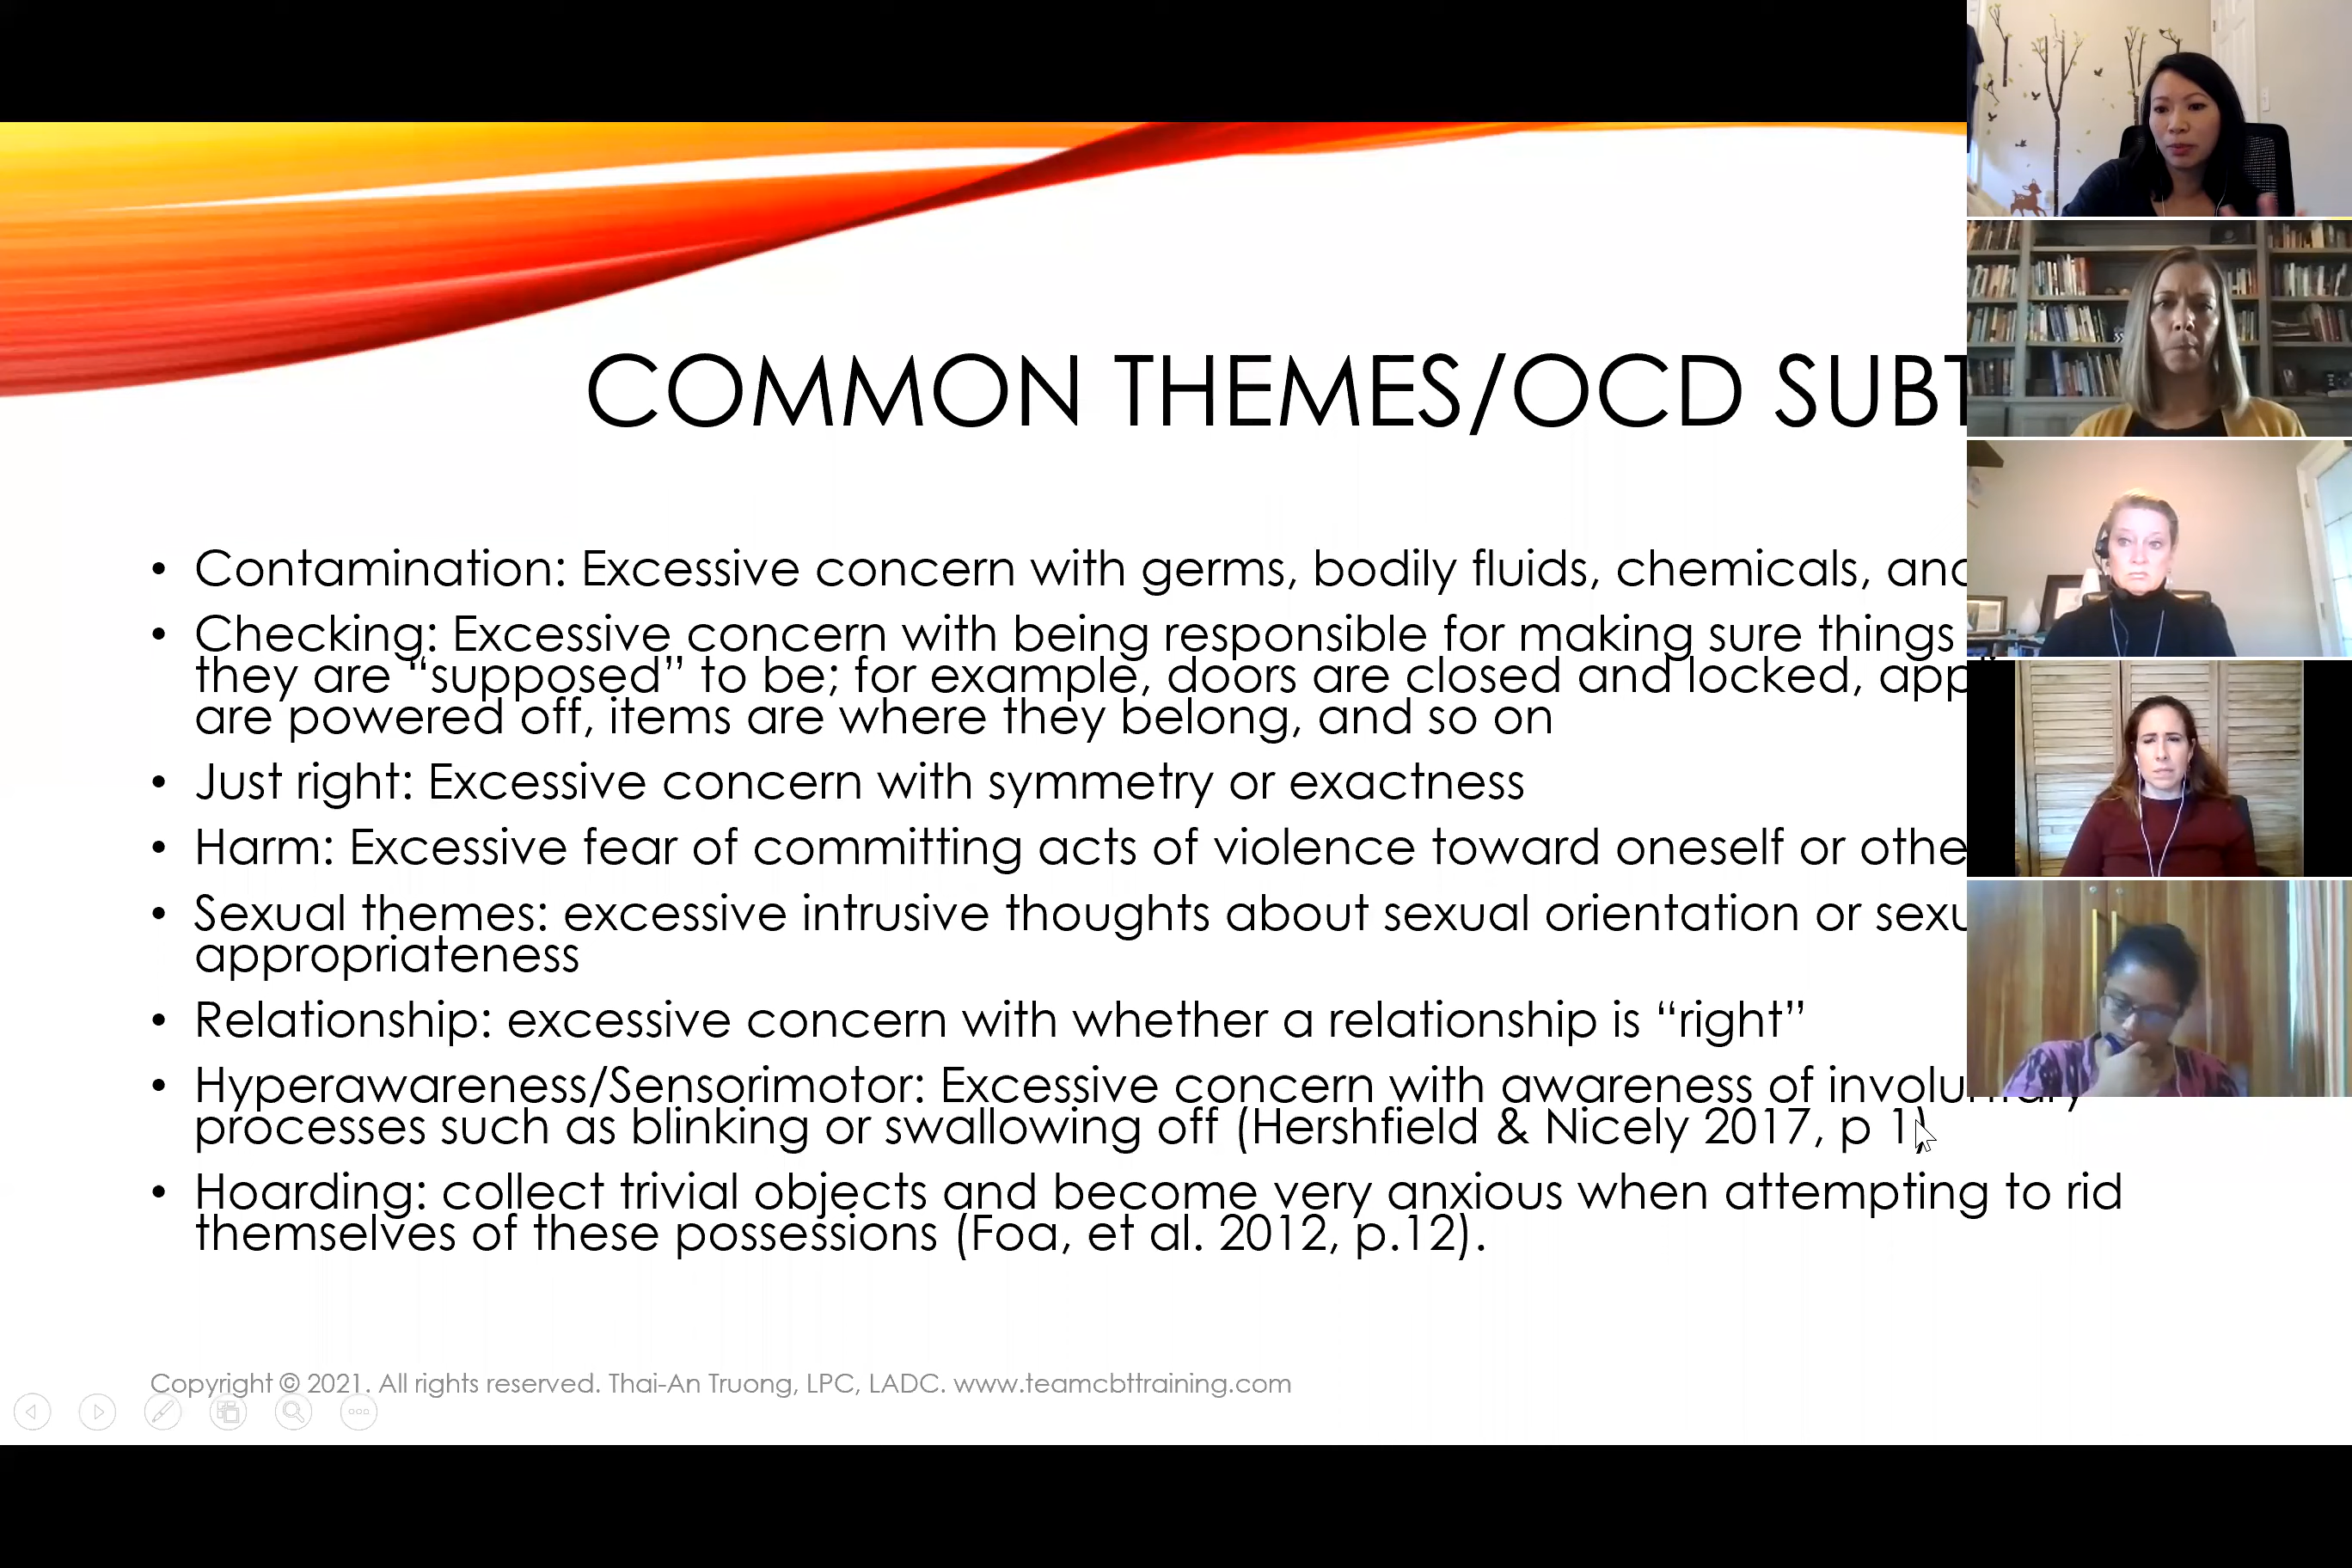 COMMON THEMES/OCD
• Contamination: Excessive concern with germs, bodily fluids, chemicals,
• Checking: Excessive concern with being responsible for making sure things
they are “supposed” to be; for example, doors are closed and locked,
are powered off, items are where they belong, and so on
• Just right: Excessive concern with symmetry or exactness
• Harm: Excessive fear of committing acts of violence toward oneself or
• Sexual themes: excessive intrusive thoughts about sexual orientation or
appropriateness
• Relationship: excessive concern with whether a relationship is “right”
• Hyperawareness/Sensorimotor: Excessive concern with awareness of
processes such as blinking or swallowing off (Hershfield & Nicely 2017, p 1)
• Hoarding: collect trivial objects and become very anxious when attempting to rid
themselves of these possessions (Foa, et al. 2012, p.12).
Copyright © 2021. All rights reserved. Thai-An Truong, LPC, LADC. www.teamcbttraining.com